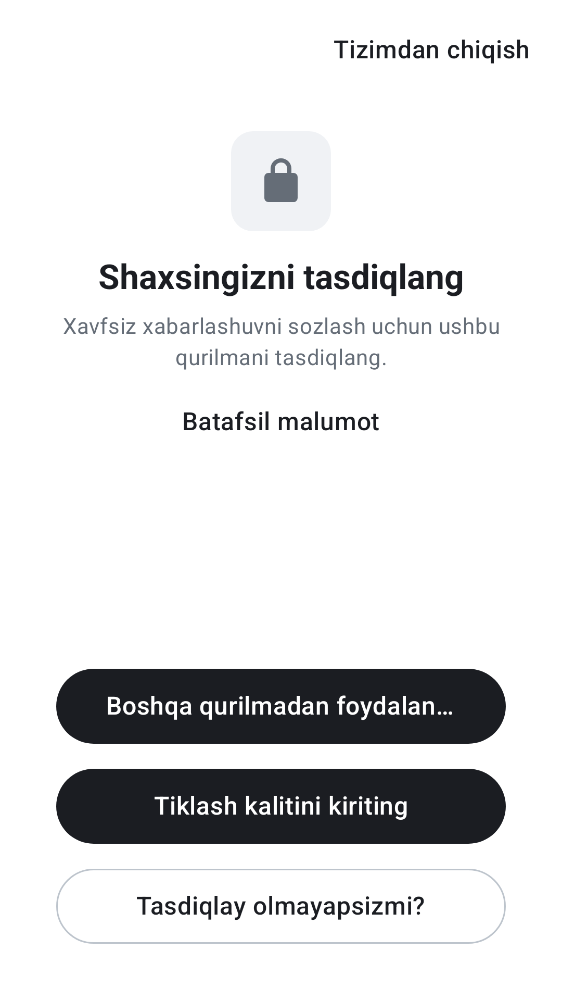 Tizimdan chiqish
Shaxsingizni tasdiqlang
Xavfsiz xabarlashuvni sozlash uchun ushbu
qurilmani tasdiqlang.
Batafsil malumot
Boshqa qurilmadan foydalan…
Tiklash kalitini kiriting
Tasdiqlay olmayapsizmi?